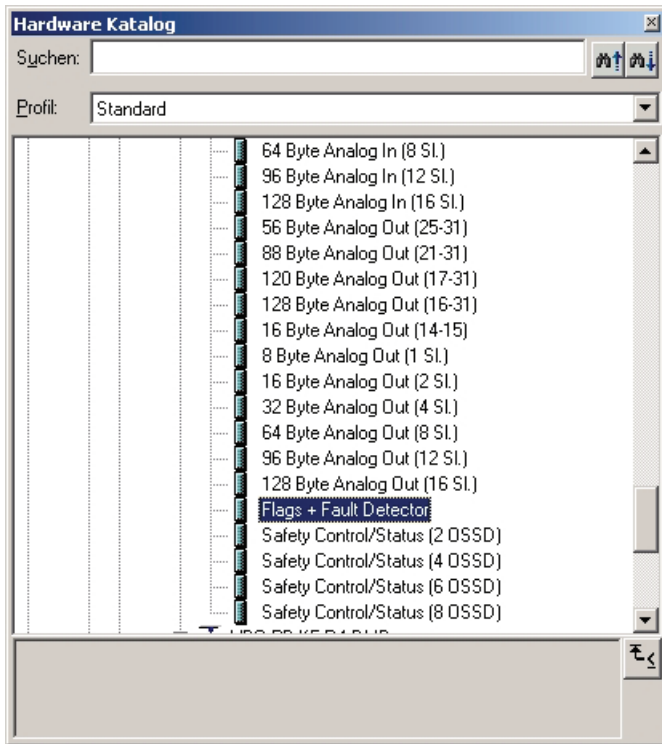 Hardware Katalog
Suchen:
Profil:
Standard
64 Byte Analog In (8 Sl.)
96 Byte Analog In (12 Sl.)
128 Byte Analog In (16 Sl.)
56 Byte Analog Out (25-31)
88 Byte Analog Out (21-31)
120 Byte Analog Out (17-31)
128 Byte Analog Out (16-31)
16 Byte Analog Out (14-15)
8 Byte Analog Out (1 Sl.)
16 Byte Analog Out (2 Sl.)
32 Byte Analog Out (4 Sl.)
64 Byte Analog Out (8 Sl.)
96 Byte Analog Out (12 Sl.)
128 Byte Analog Out (16 Sl.)
Flags + Fault Detector
Safety Control/Status (2 OSSD)
Safety Control/Status (4 OSSD)
Safety Control/Status (6 OSSD)
Safety Control/Status (8 OSSD)